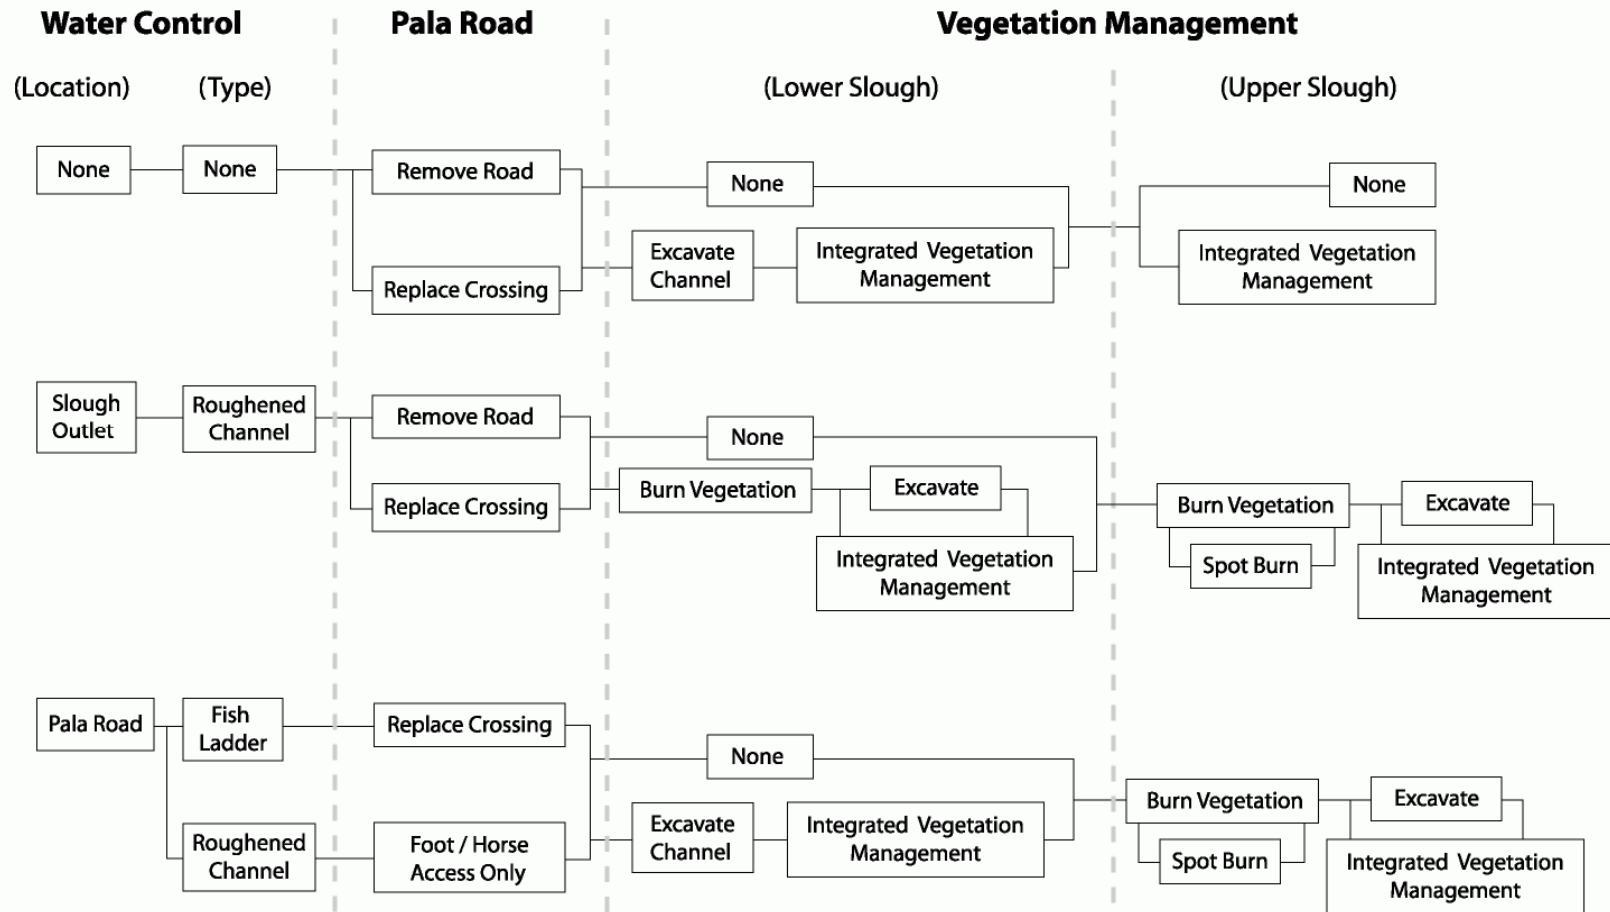 Water Control
Pala Road
Vegetation Management
(Location)
(Type)
(Lower Slough)
(Upper Slough)
None
None
Remove Road
None
None
Replace Crossing
Excavate
Channel
Integrated Vegetation
Management
Integrated Vegetation
Management
Slough
Outlet
Roughened
Channel
Remove Road
None
Replace Crossing
Burn Vegetation
Excavate
Integrated Vegetation
Management
Burn Vegetation
Spot Burn
Excavate
Integrated Vegetation
Management
Pala Road
Fish
Ladder
Replace Crossing
None
Roughened
Channel
Foot / Horse
Access Only
Excavate
Channel
Integrated Vegetation
Management
Burn Vegetation
Spot Burn
Excavate
Integrated Vegetation
Management